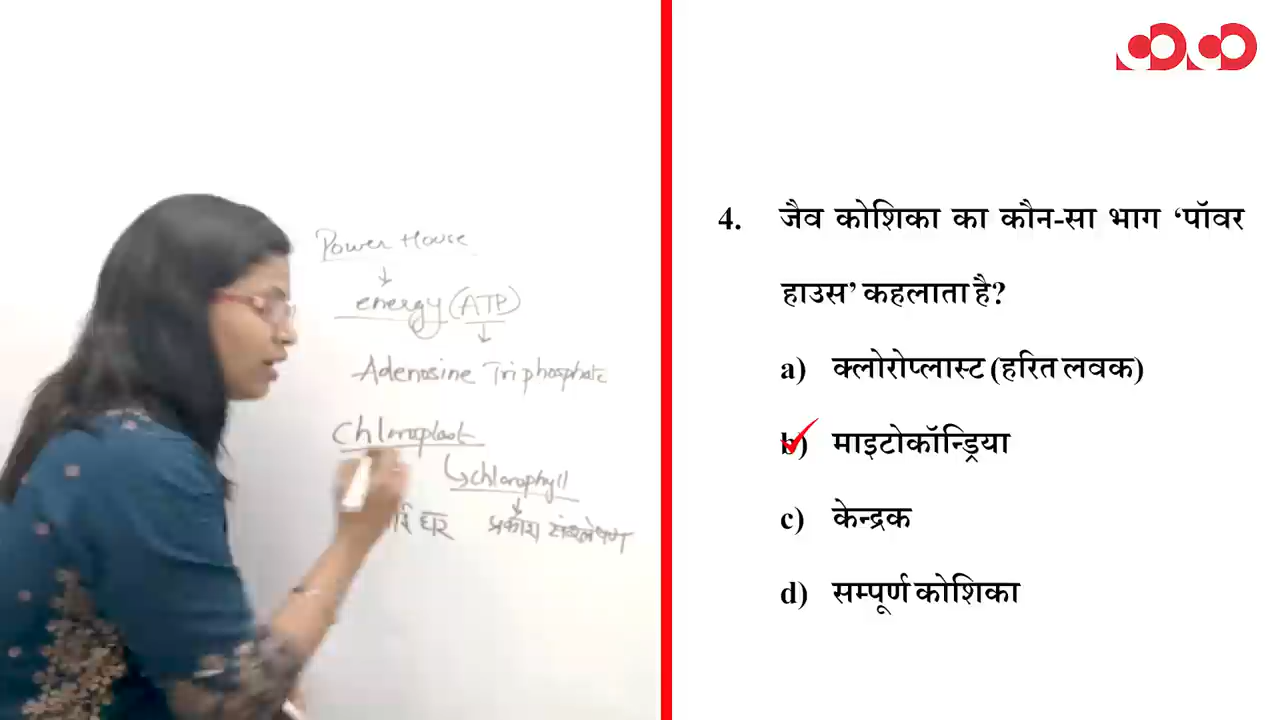 Power House
energy (ATP)
Adenosine Triphosphate
Chloroplast
chlorophyll
घर प्रकाश संश्लेषण
4. जैव कोशिका का कौन-सा भाग ‘पॉवर
हाउस’ कहलाता है?
a) क्लोरोप्लास्ट (हरित लवक)
b) माइटोकॉन्ड्रिया
c) केन्द्रक
d) सम्पूर्ण कोशिका